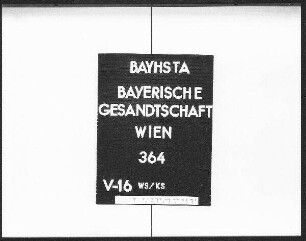 BAYHSTA
BAYERISCHE
GESANDTSCHAFT
WIEN
364
V-16 WS/KS